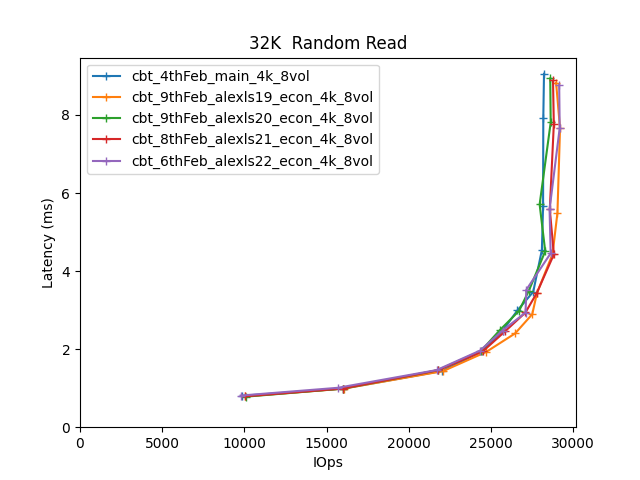 32K  Random Read
cbt_4thFeb_main_4k_8vol
cbt_9thFeb_alexls19_econ_4k_8vol
cbt_9thFeb_alexls20_econ_4k_8vol
cbt_8thFeb_alexls21_econ_4k_8vol
cbt_6thFeb_alexls22_econ_4k_8vol
Latency (ms)
8
6
4
2
0
0 5000 10000 15000 20000 25000 30000
IOps